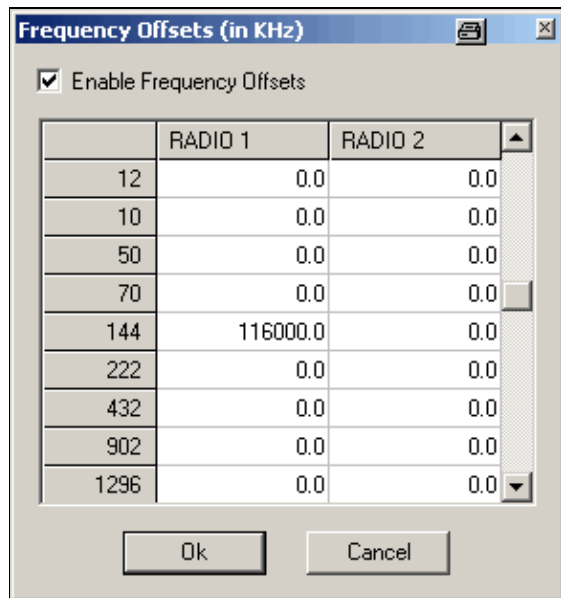 Frequency Offsets (in KHz)
Enable Frequency Offsets
RADIO 1 RADIO 2
12 0.0 0.0
10 0.0 0.0
50 0.0 0.0
70 0.0 0.0
144 116000.0 0.0
222 0.0 0.0
432 0.0 0.0
902 0.0 0.0
1296 0.0 0.0
Ok Cancel